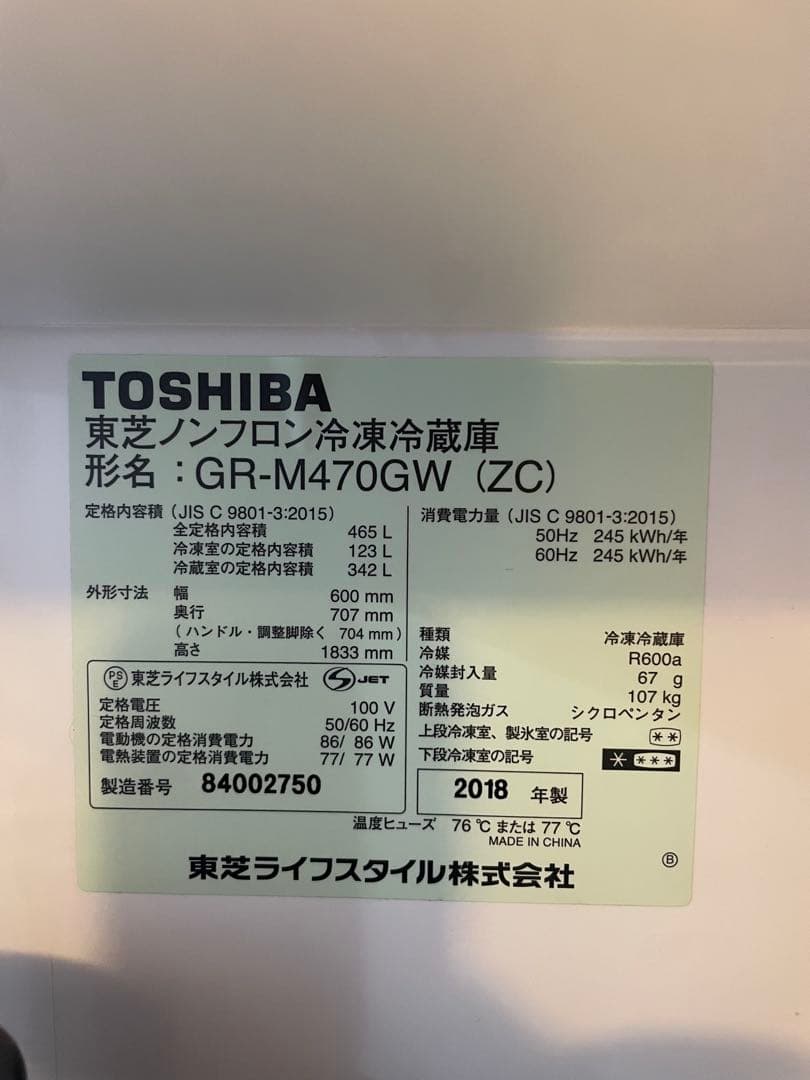 TOSHIBA
東芝ノンフロン冷凍冷蔵庫
形名：GR-M470GW（ZC）
定格内容積（JIS C 9801-3:2015）
全定格内容積 465 L
冷凍室の定格内容積 123 L
冷蔵室の定格内容積 342 L
外形寸法 幅 600 mm
奥行 707 mm
（ハンドル・調整脚除く 704 mm）
高さ 1833 mm
PS E 東芝ライフスタイル株式会社 S JET
定格電圧 100 V
定格周波数 50/60 Hz
電動機の定格消費電力 86/ 86 W
電熱装置の定格消費電力 77/ 77 W
製造番号 84002750
消費電力量（JIS C 9801-3:2015）
50Hz 245 kWh/年
60Hz 245 kWh/年
種類 冷凍冷蔵庫
冷媒 R600a
冷媒封入量 67 g
質量 107 kg
断熱発泡ガス シクロペンタン
上段冷凍室、製氷室の記号 **
下段冷凍室の記号 * ***
2018 年製
温度ヒューズ 76 ℃ または 77 ℃
MADE IN CHINA
東芝ライフスタイル株式会社
Ⓑ